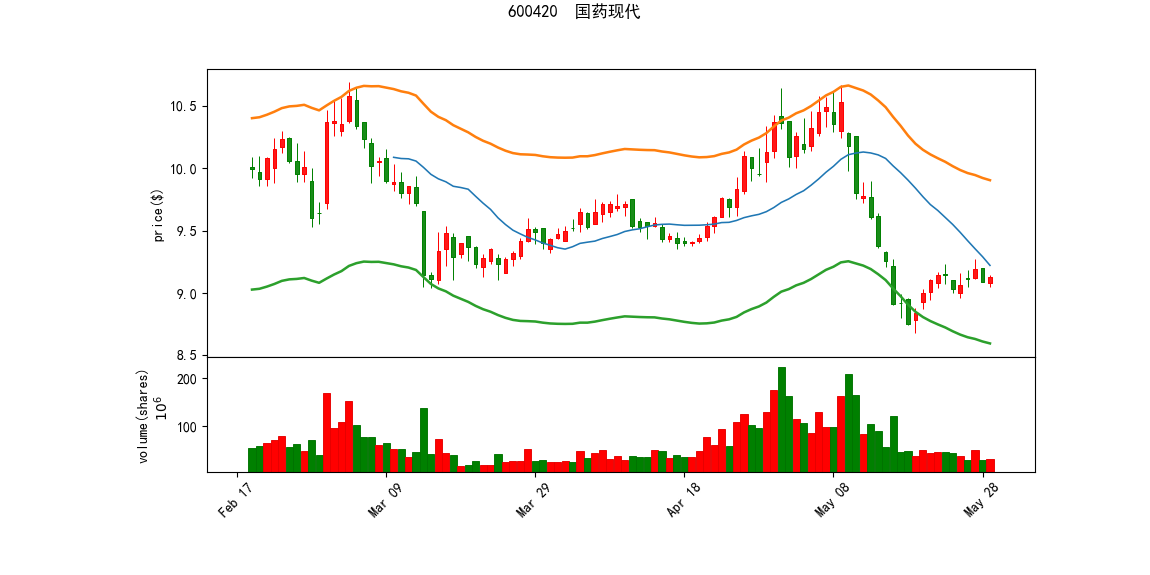 600420 国药现代
price($)
10.5
10.0
9.5
9.0
8.5
volume(shares)
10^6
200
100
Feb 17
Mar 09
Mar 29
Apr 18
May 08
May 28